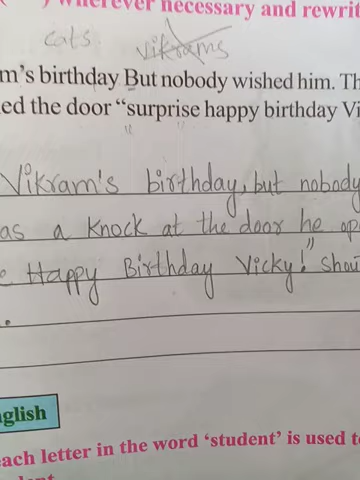 wherever necessary and rewrit
cats vikrams
m's birthday But nobody wished him. Th
ed the door "surprise happy birthday Vi
Vikram's birthday, but nobody
as a knock at the door he op
e Happy Birthday Vicky!" shou
nglish
ach letter in the word 'student' is used t